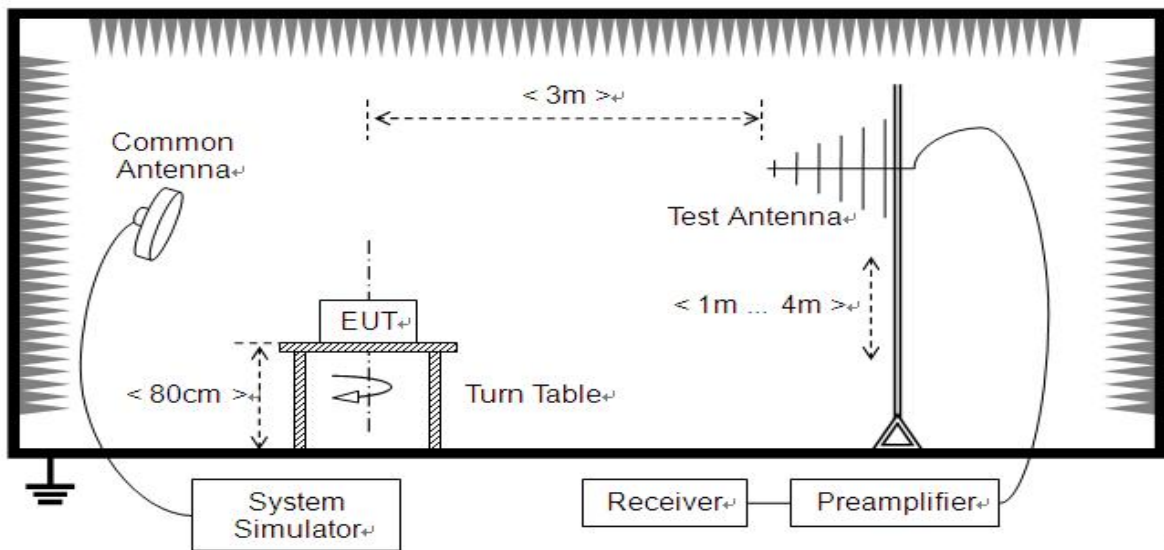 < 3m >↵
Common
Antenna↵
Test Antenna↵
< 1m ... 4m >↵
EUT↵
< 80cm >↵
Turn Table↵
System
Simulator↵
Receiver↵
Preamplifier↵